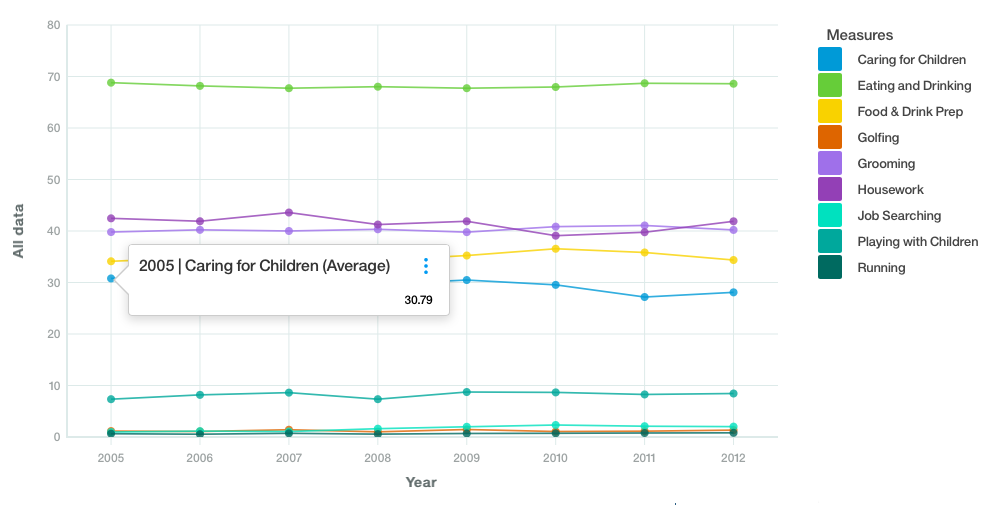 80
70
60
50
40
30
20
10
0
All data
2005 | Caring for Children (Average)
30.79
2005 2006 2007 2008 2009 2010 2011 2012
Year
Measures
Caring for Children
Eating and Drinking
Food & Drink Prep
Golfing
Grooming
Housework
Job Searching
Playing with Children
Running